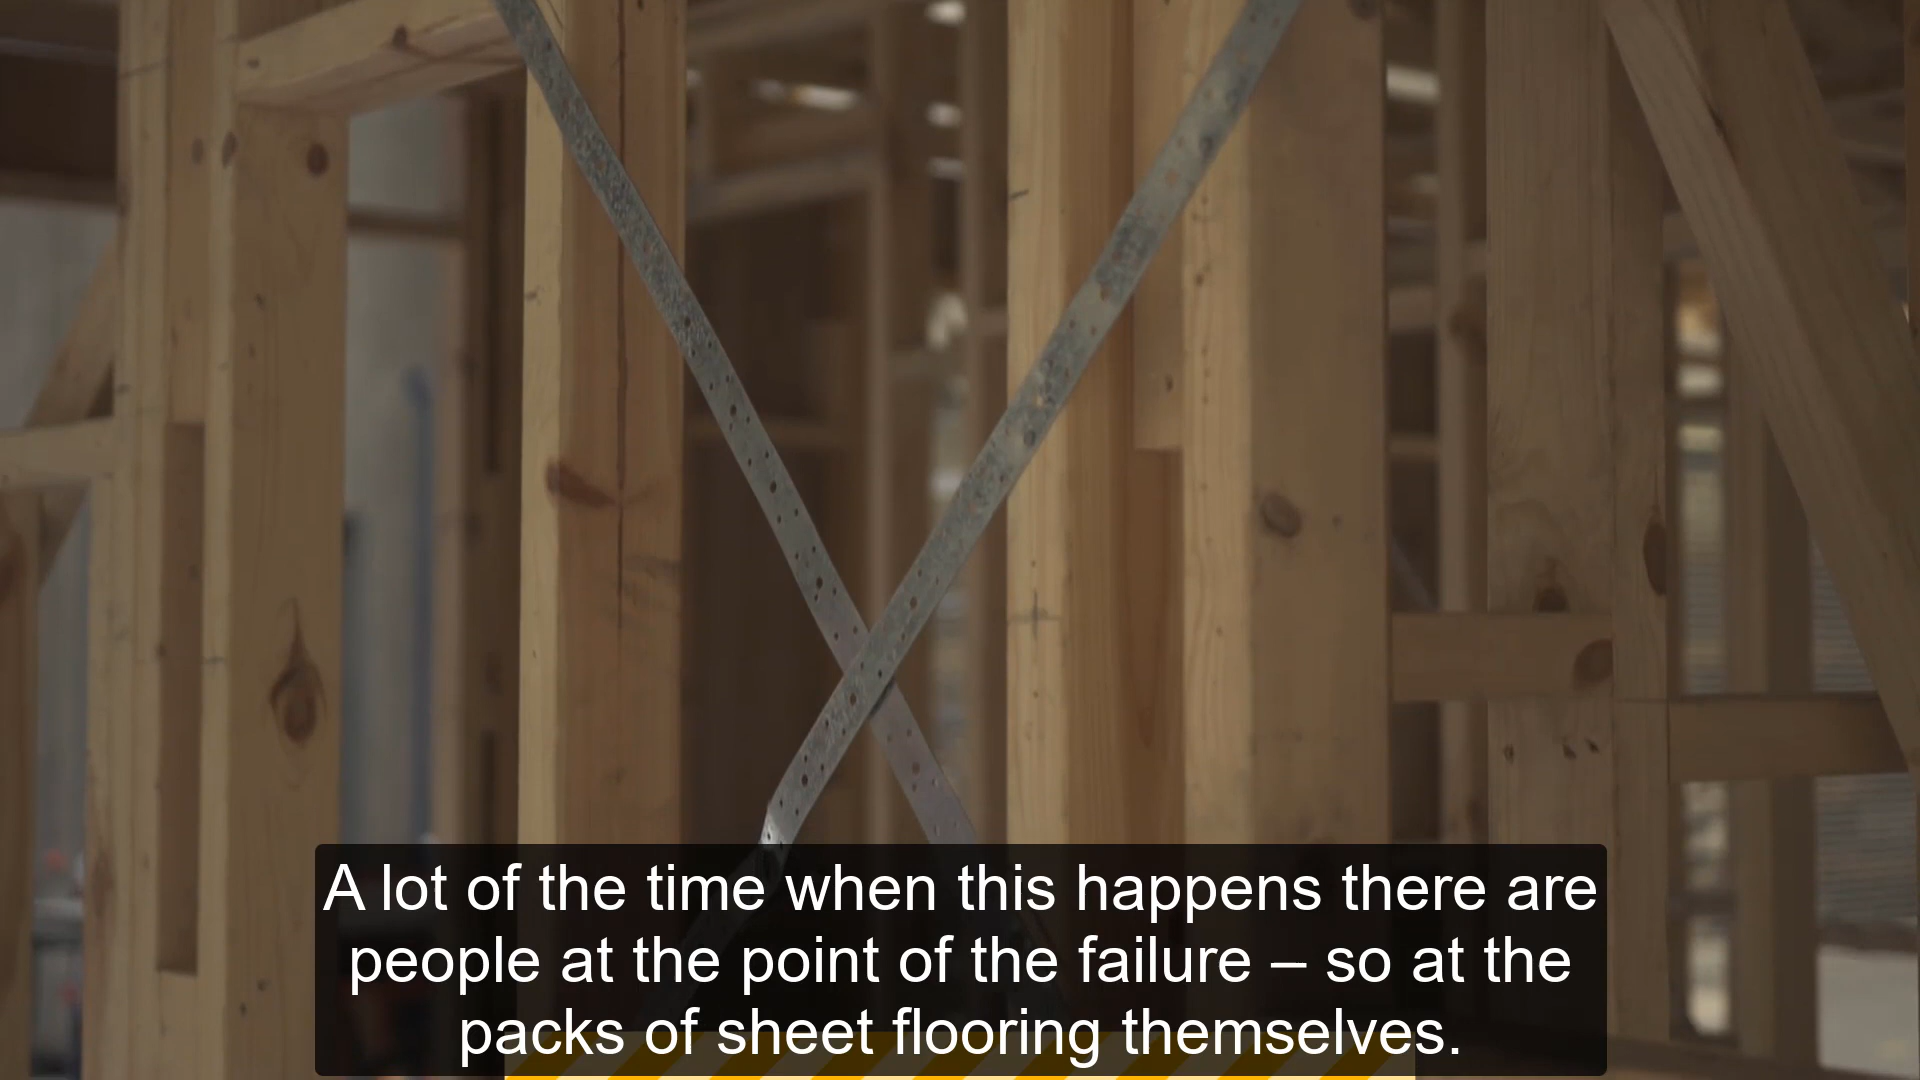 A lot of the time when this happens there are
people at the point of the failure – so at the
packs of sheet flooring themselves.